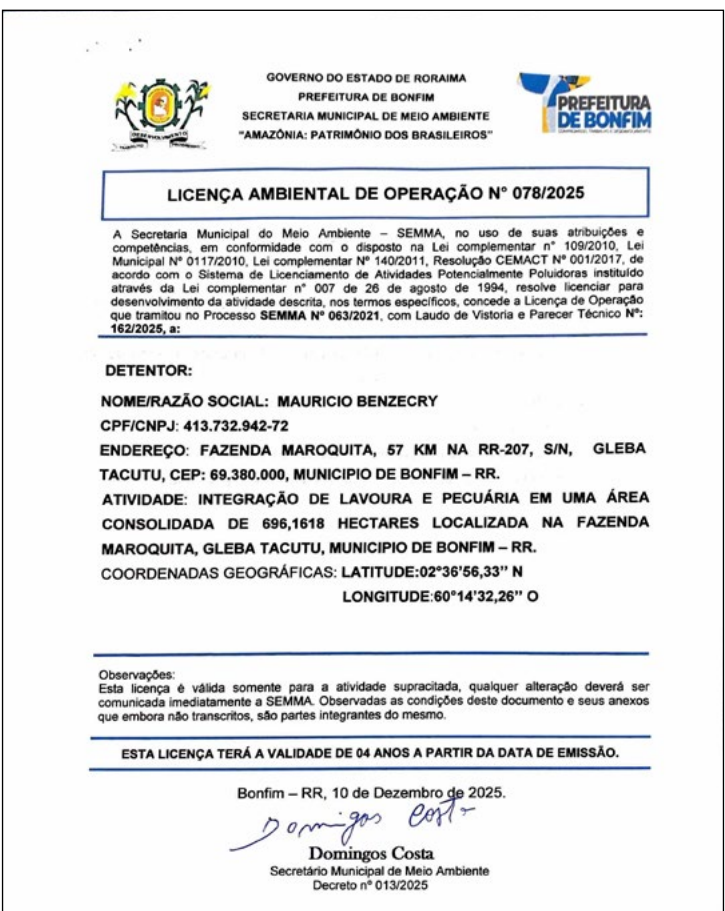 GOVERNO DO ESTADO DE RORAIMA
PREFEITURA DE BONFIM
SECRETARIA MUNICIPAL DE MEIO AMBIENTE
"AMAZÔNIA: PATRIMÔNIO DOS BRASILEIROS"
PREFEITURA
DE BONFIM
LICENÇA AMBIENTAL DE OPERAÇÃO N° 078/2025
A Secretaria Municipal do Meio Ambiente – SEMMA, no uso de suas atribuições e
competências, em conformidade com o disposto na Lei complementar n° 109/2010, Lei
Municipal N° 0117/2010, Lei complementar N° 140/2011, Resolução CEMACT N° 001/2017, de
acordo com o Sistema de Licenciamento de Atividades Potencialmente Poluidoras instituído
através da Lei complementar n° 007 de 26 de agosto de 1994, resolve licenciar para
desenvolvimento da atividade descrita, nos termos específicos, concede a Licença de Operação
que tramitou no Processo SEMMA Nº 063/2021, com Laudo de Vistoria e Parecer Técnico Nº:
162/2025, a:
DETENTOR:
NOME/RAZÃO SOCIAL: MAURICIO BENZECRY
CPF/CNPJ: 413.732.942-72
ENDEREÇO: FAZENDA MAROQUITA, 57 KM NA RR-207, S/N, GLEBA
TACUTU, CEP: 69.380.000, MUNICIPIO DE BONFIM – RR.
ATIVIDADE: INTEGRAÇÃO DE LAVOURA E PECUÁRIA EM UMA ÁREA
CONSOLIDADA DE 696,1618 HECTARES LOCALIZADA NA FAZENDA
MAROQUITA, GLEBA TACUTU, MUNICIPIO DE BONFIM – RR.
COORDENADAS GEOGRÁFICAS: LATITUDE:02°36'56,33'' N
LONGITUDE:60°14'32,26'' O
Observações:
Esta licença é válida somente para a atividade supracitada, qualquer alteração deverá ser
comunicada imediatamente a SEMMA. Observadas as condições deste documento e seus anexos
que embora não transcritos, são partes integrantes do mesmo.
ESTA LICENÇA TERÁ A VALIDADE DE 04 ANOS A PARTIR DA DATA DE EMISSÃO.
Bonfim – RR, 10 de Dezembro de 2025.
Domingos Costa
Domingos Costa
Secretário Municipal de Meio Ambiente
Decreto nº 013/2025